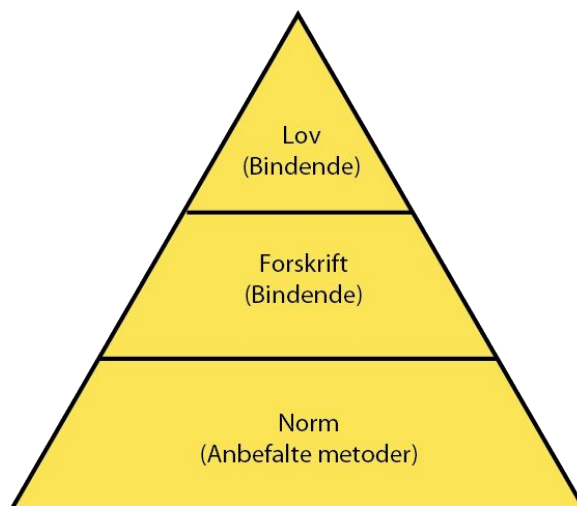 Lov
(Bindende)
Forskrift
(Bindende)
Norm
(Anbefalte metoder)